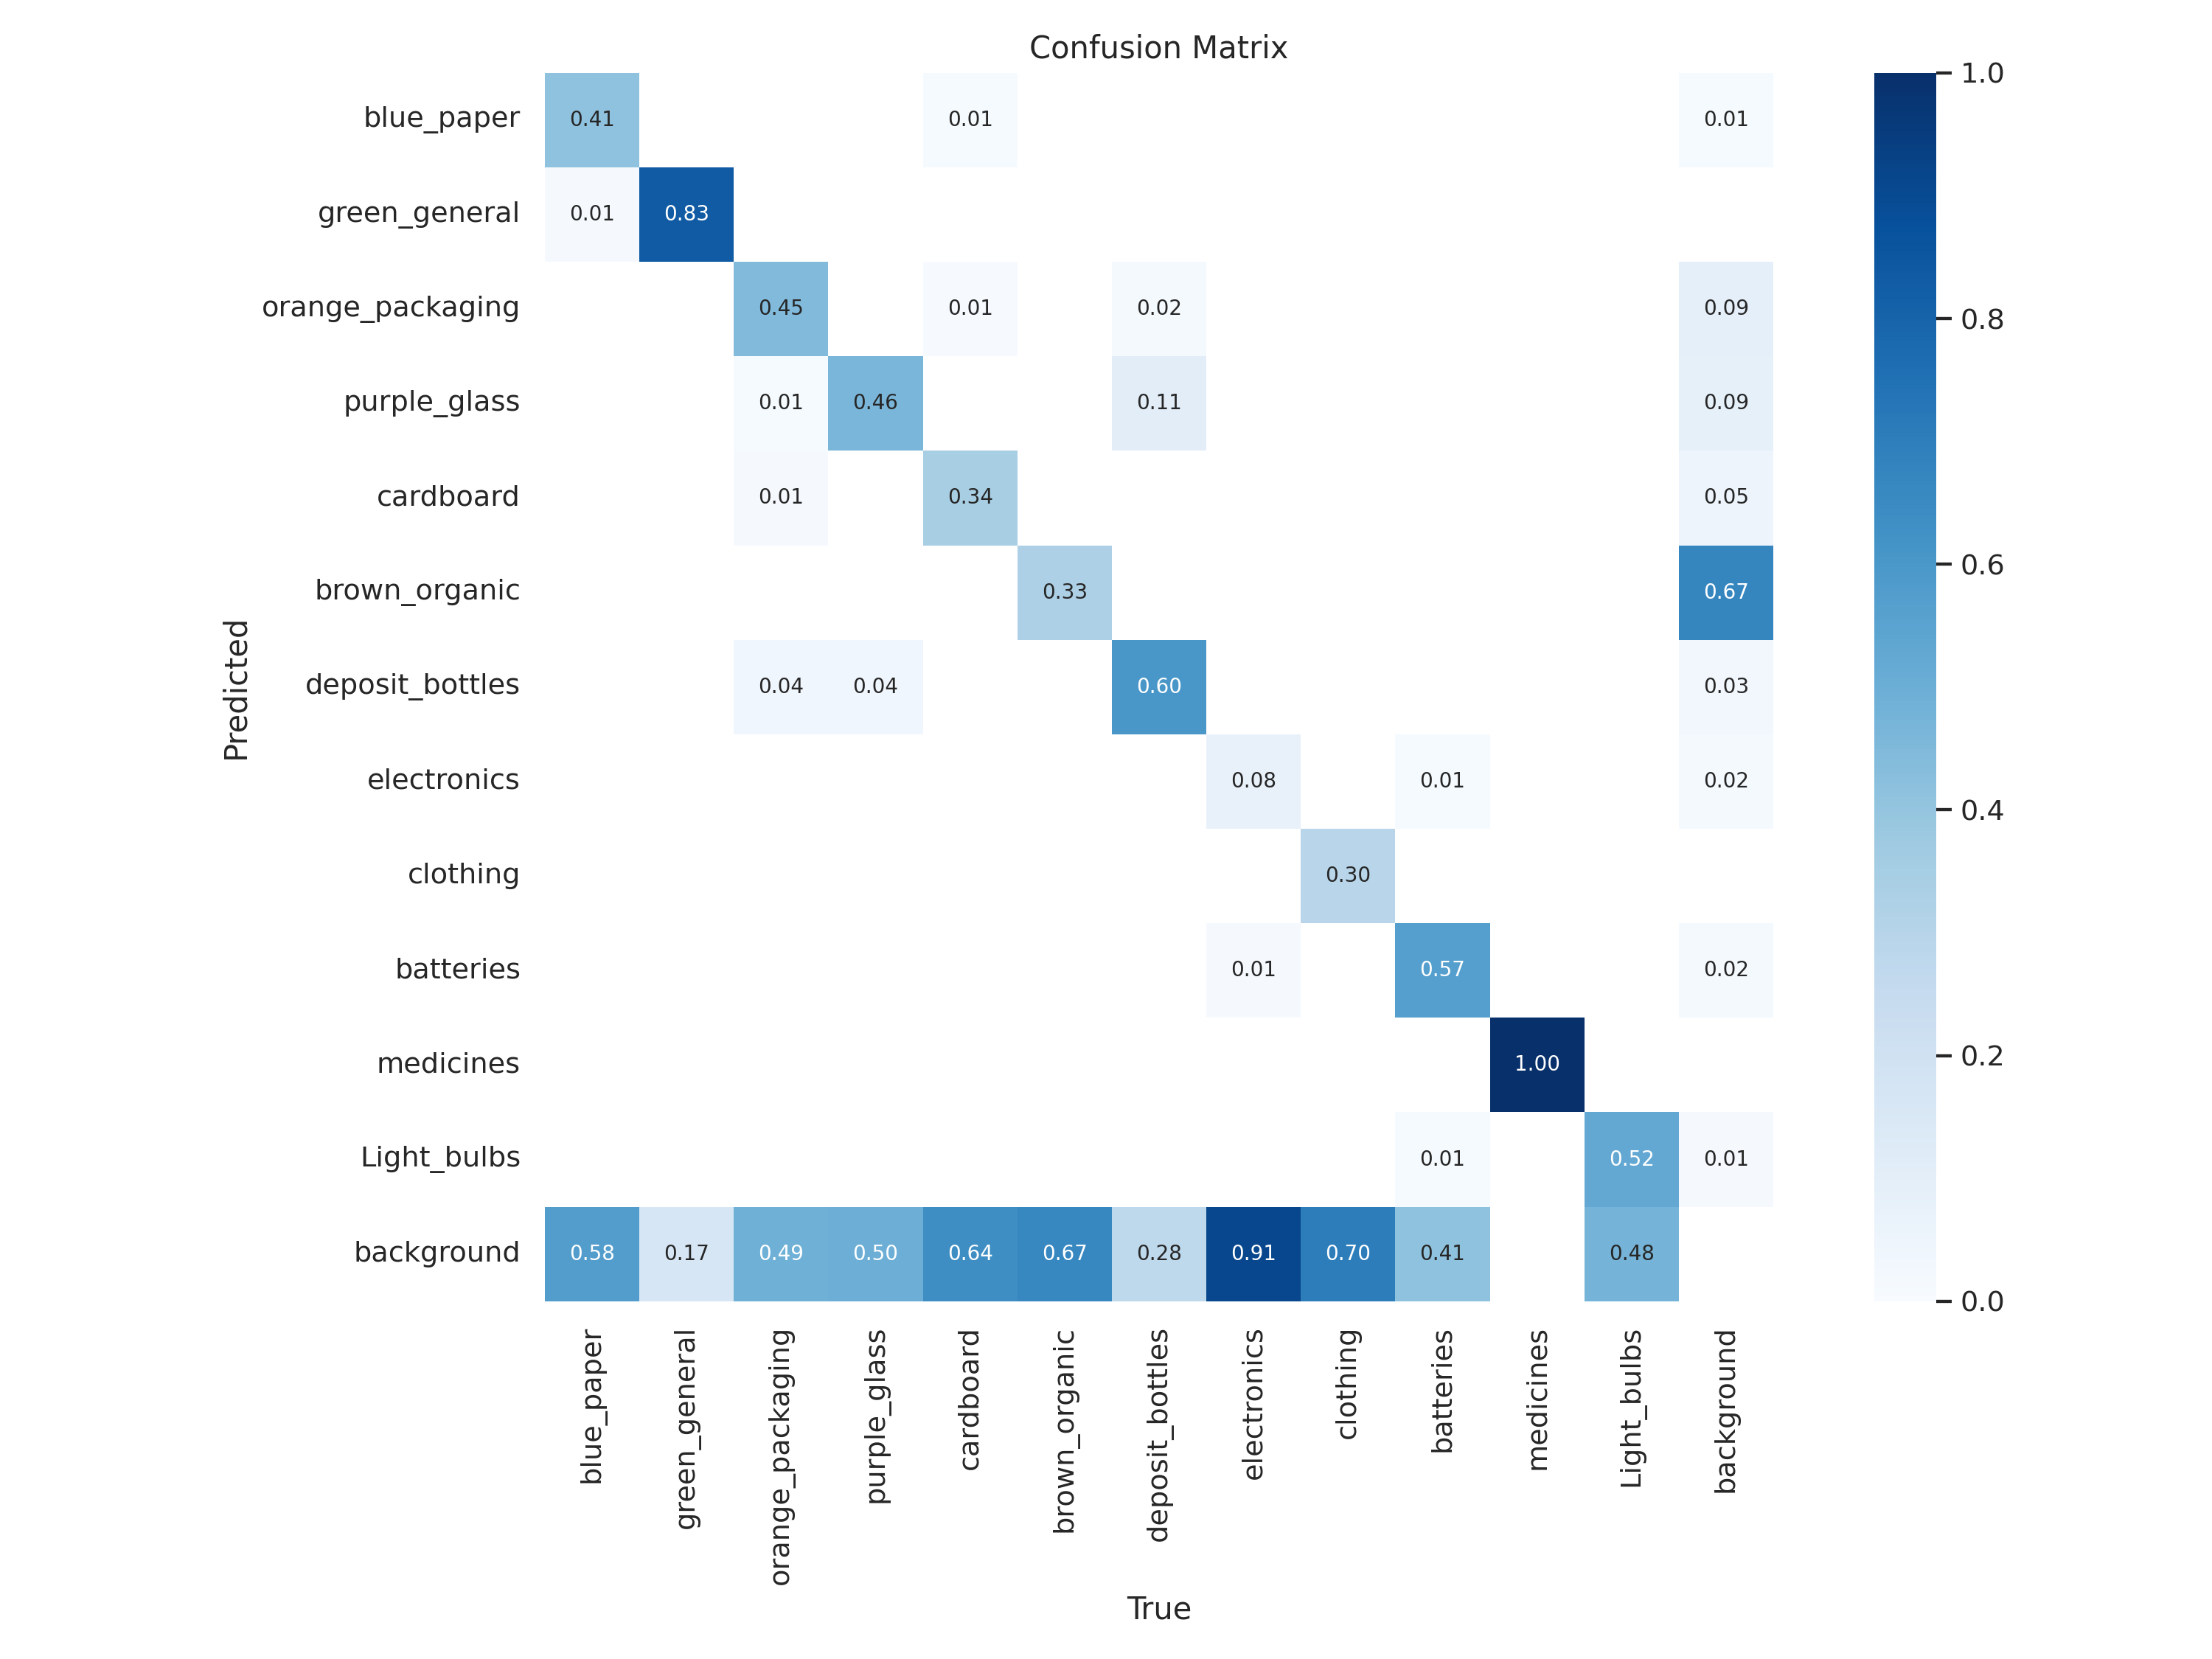 Confusion Matrix
blue_paper 0.41 0.01 0.01
green_general 0.01 0.83
orange_packaging 0.45 0.01 0.02 0.09
purple_glass 0.01 0.46 0.11 0.09
cardboard 0.01 0.34 0.05
brown_organic 0.33 0.67
deposit_bottles 0.04 0.04 0.60 0.03
electronics 0.08 0.01 0.02
clothing 0.30
batteries 0.01 0.57 0.02
medicines 1.00
Light_bulbs 0.01 0.52 0.01
background 0.58 0.17 0.49 0.50 0.64 0.67 0.28 0.91 0.70 0.41 0.48
Predicted
blue_paper
green_general
orange_packaging
purple_glass
cardboard
brown_organic
deposit_bottles
electronics
clothing
batteries
medicines
Light_bulbs
background
True
1.0
0.8
0.6
0.4
0.2
0.0